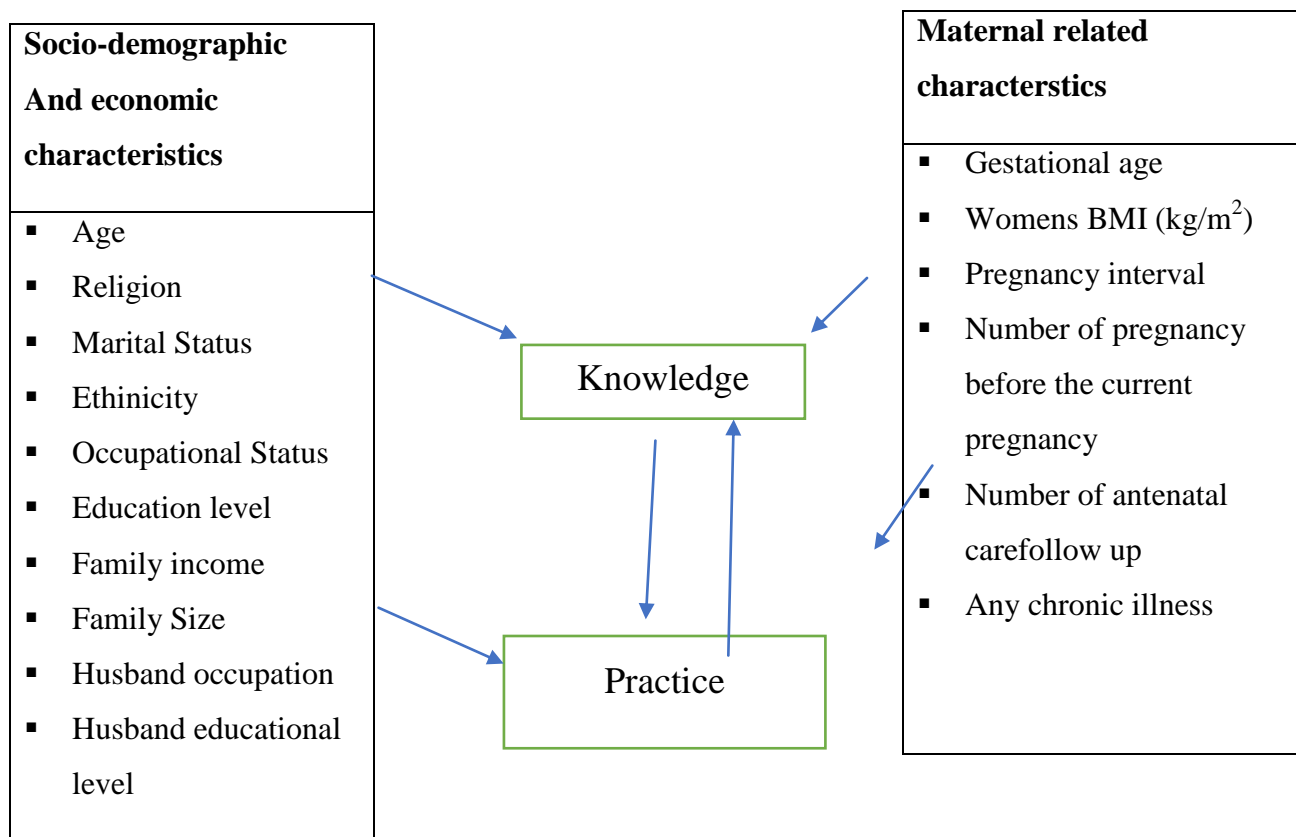 Socio-demographic
And economic
characteristics
▪ Age
▪ Religion
▪ Marital Status
▪ Ethinicity
▪ Occupational Status
▪ Education level
▪ Family income
▪ Family Size
▪ Husband occupation
▪ Husband educational
level
Knowledge
Practice
Maternal related
characterstics
▪ Gestational age
▪ Womens BMI (kg/m²)
▪ Pregnancy interval
▪ Number of pregnancy
before the current
pregnancy
▪ Number of antenatal
carefollow up
▪ Any chronic illness